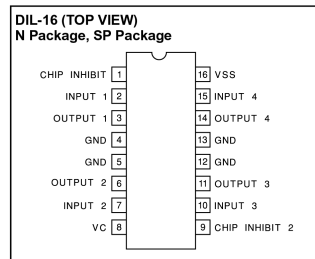 DIL-16 (TOP VIEW)
N Package, SP Package
CHIP INHIBIT 1 16 VSS
INPUT 1 2 15 INPUT 4
OUTPUT 1 3 14 OUTPUT 4
GND 4 13 GND
GND 5 12 GND
OUTPUT 2 6 11 OUTPUT 3
INPUT 2 7 10 INPUT 3
VC 8 9 CHIP INHIBIT 2